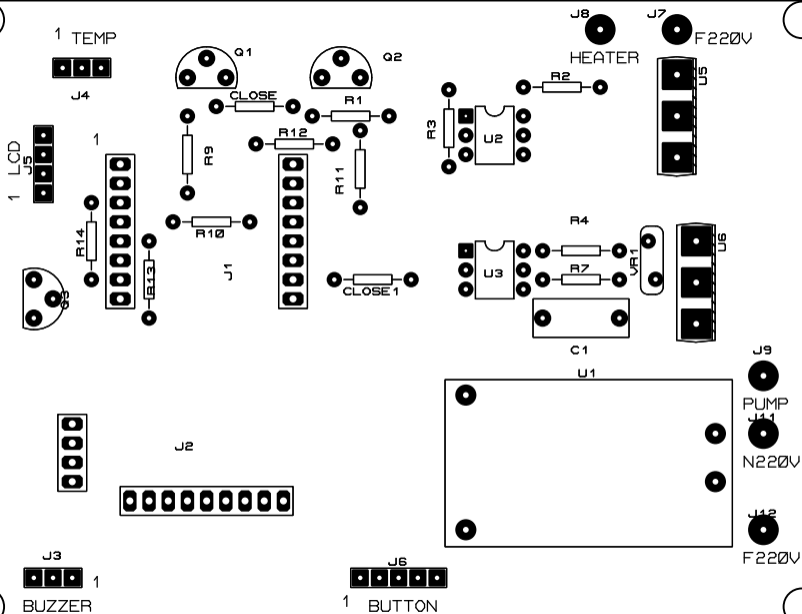 J8
J7
1 TEMP
F220V
Q1
Q2
HEATER
U5
J4
CLOSE
R1
R2
R3
U2
R12
1
LCD
J5
R9
R11
1
R14
R10
R4
U6
VR1
J1
U3
R7
R13
Q3
CLOSE1
C1
J9
U1
PUMP
J11
J2
N220V
J12
J3
J6
F220V
1
BUZZER
1 BUTTON